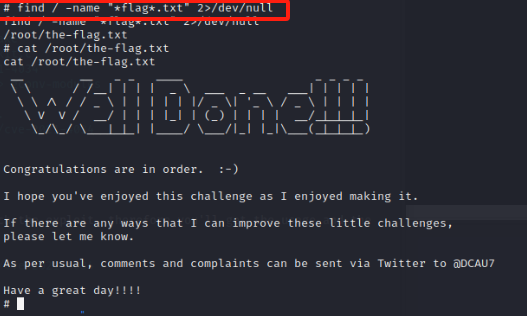 # find / -name "*flag*.txt" 2>/dev/null
find / -name "*flag*.txt" 2>/dev/null
/root/the-flag.txt
# cat /root/the-flag.txt
cat /root/the-flag.txt
Well Done!!!!
Congratulations are in order.  :-)
I hope you've enjoyed this challenge as I enjoyed making it.
If there are any ways that I can improve these little challenges,
please let me know.
As per usual, comments and complaints can be sent via Twitter to @DCAU7
Have a great day!!!!
#